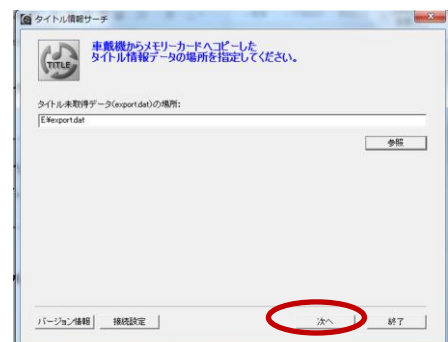 タイトル情報サーチ
TITLE
車載機からメモリーカードへコピーした
タイトル情報データの場所を指定してください。
タイトル未取得データ(export.dat)の場所:
E:¥export.dat
参照
バージョン情報 接続設定 次へ 終了